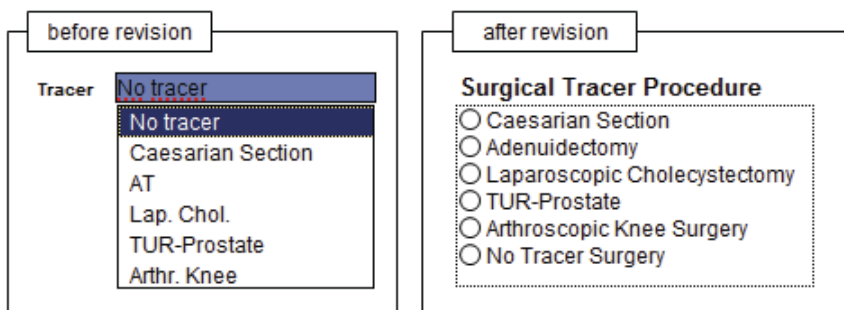 before revision
Tracer No tracer
No tracer
Caesarian Section
AT
Lap. Chol.
TUR-Prostate
Arthr. Knee
after revision
Surgical Tracer Procedure
Caesarian Section
Adenuidectomy
Laparoscopic Cholecystectomy
TUR-Prostate
Arthroscopic Knee Surgery
No Tracer Surgery